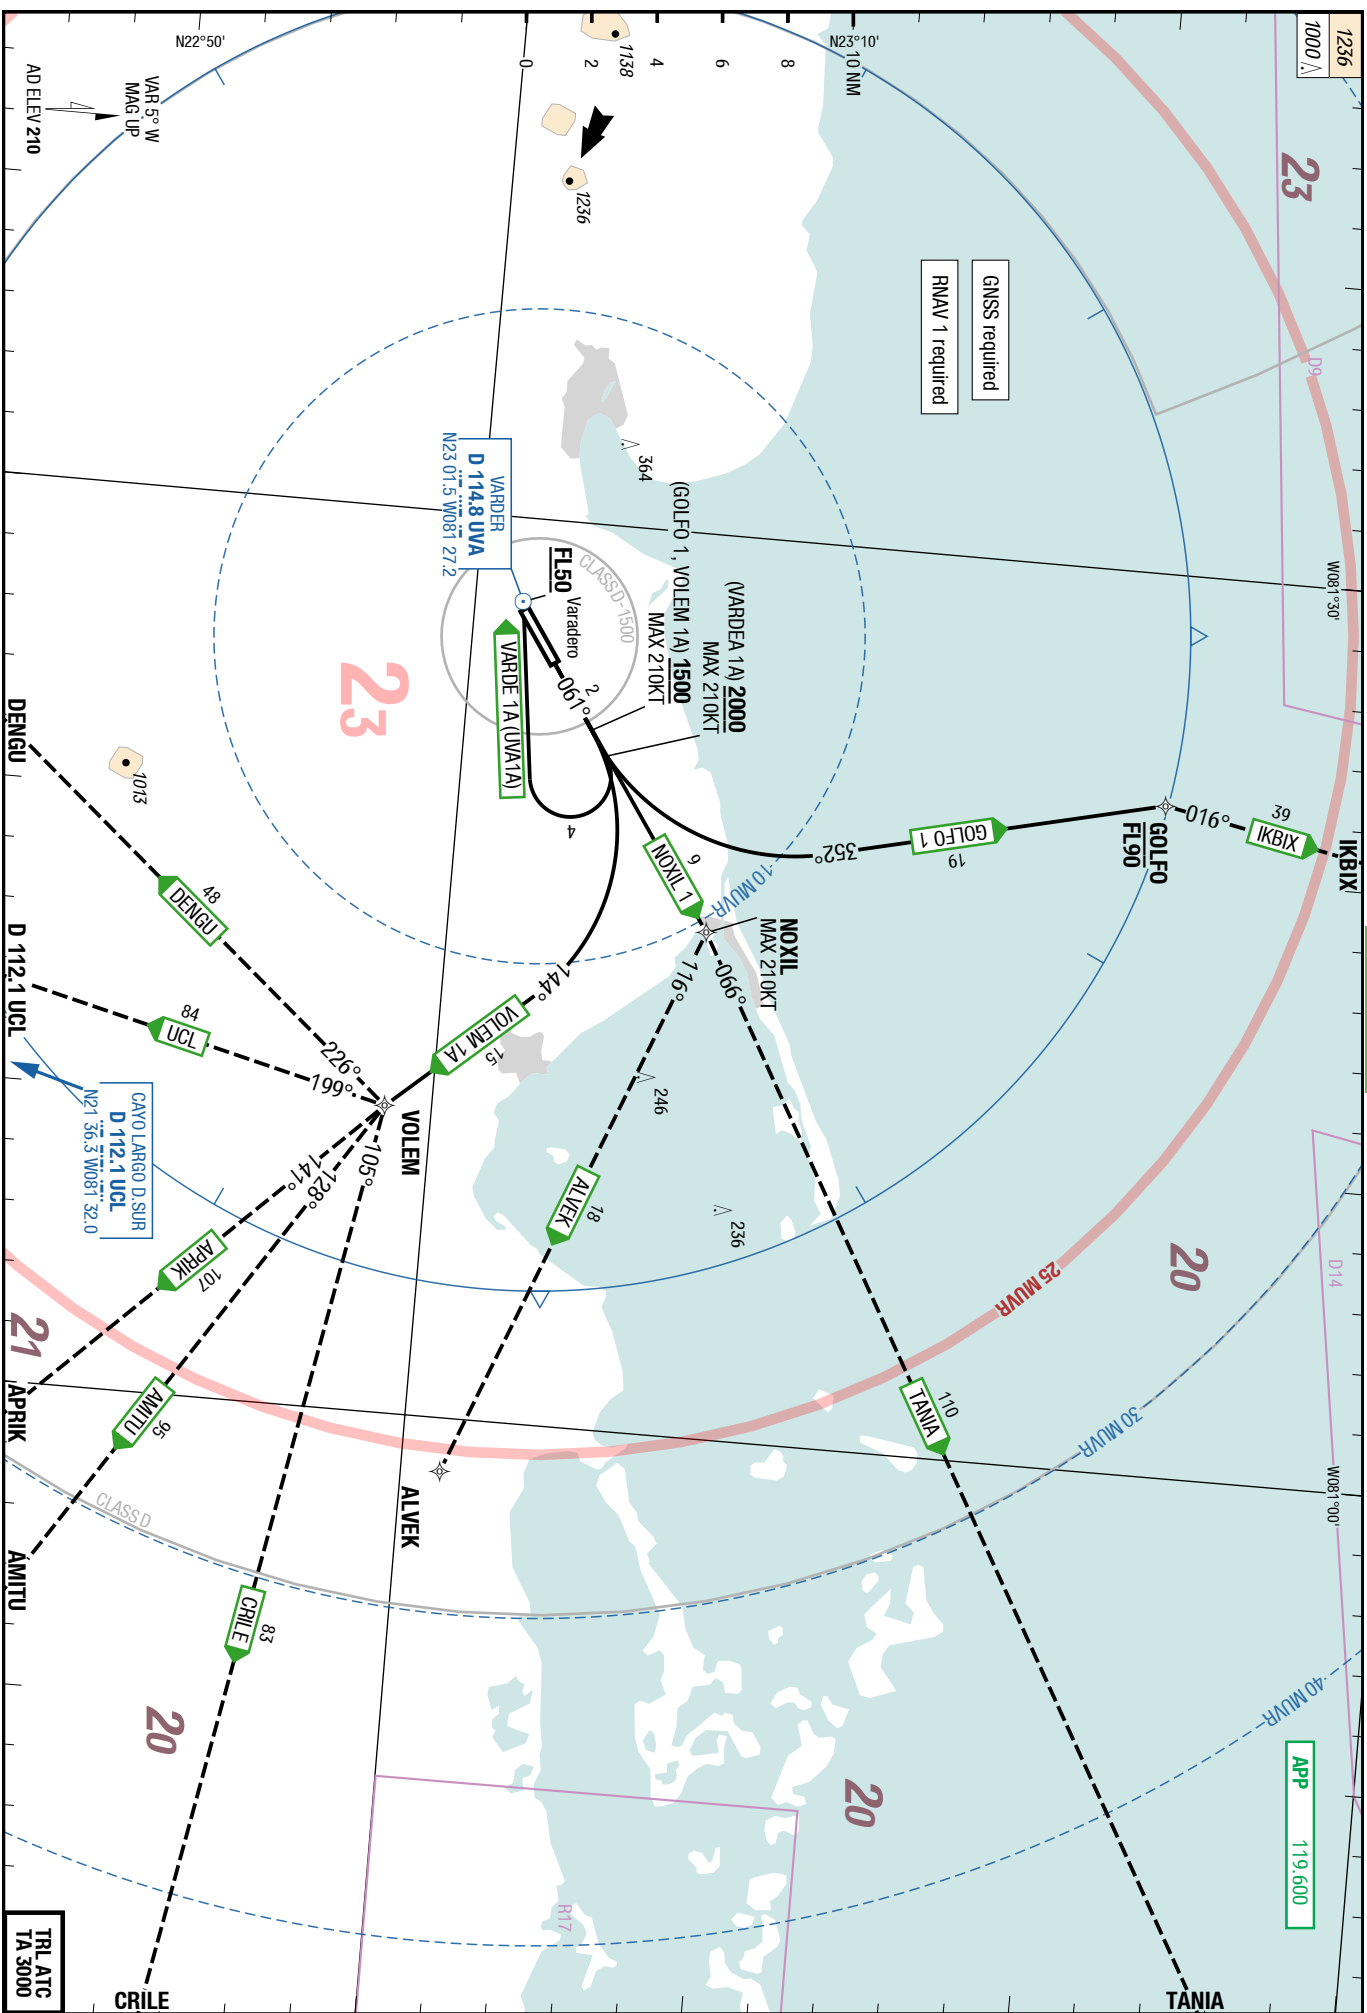 1236
1000
N22°50'
N23°10'
0
2
4
6
8
10 NM
1138
1236
VAR 5° W
MAG UP
AD ELEV 210
23
D9
GNSS required
RNAV 1 required
364
W081°30'
VARDER
D 114.8 UVA
N23 01.5 W081 27.2
FL50
Varadero
CLASS D-1500
(GOLFO 1, VOLEM 1A) 1500
MAX 210KT
(VARDEA 1A) 2000
MAX 210KT
2
061°
VARDE 1A (UVA1A)
4
23
1013
DENGU
48
DENGU
226°
D 112.1 UCL
84
UCL
199°
CAYO LARGO D.SUR
D 112.1 UCL
N21 36.3 W081 32.0
144°
VOLEM 1A
15
VOLEM
9
NOXIL 1
10 MUVR
NOXIL
MAX 210KT
352°
GOLFO 1
19
GOLFO
FL90
016°
39
IKBIX
IKBIX
066°
116°
246
236
ALVEK
18
ALVEK
110
TANIA
TANIA
141°
128°
105°
APRIK
107
APRIK
AMITU
95
AMITU
CRILE
83
CRILE
21
20
20
20
25 MUVR
30 MUVR
40 MUVR
D14
W081°00'
CLASS D
R17
APP 119.600
TRL ATC
TA 3000